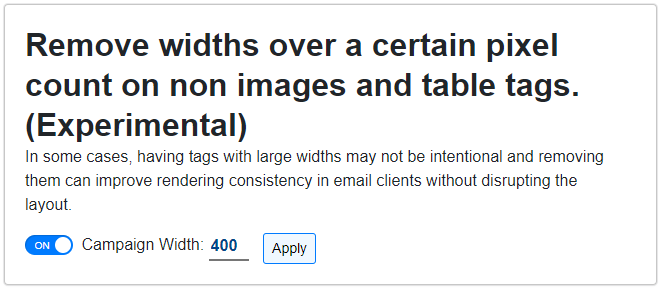 Remove widths over a certain pixel
count on non images and table tags.
(Experimental)
In some cases, having tags with large widths may not be intentional and removing
them can improve rendering consistency in email clients without disrupting the
layout.
ON Campaign Width: 400 Apply